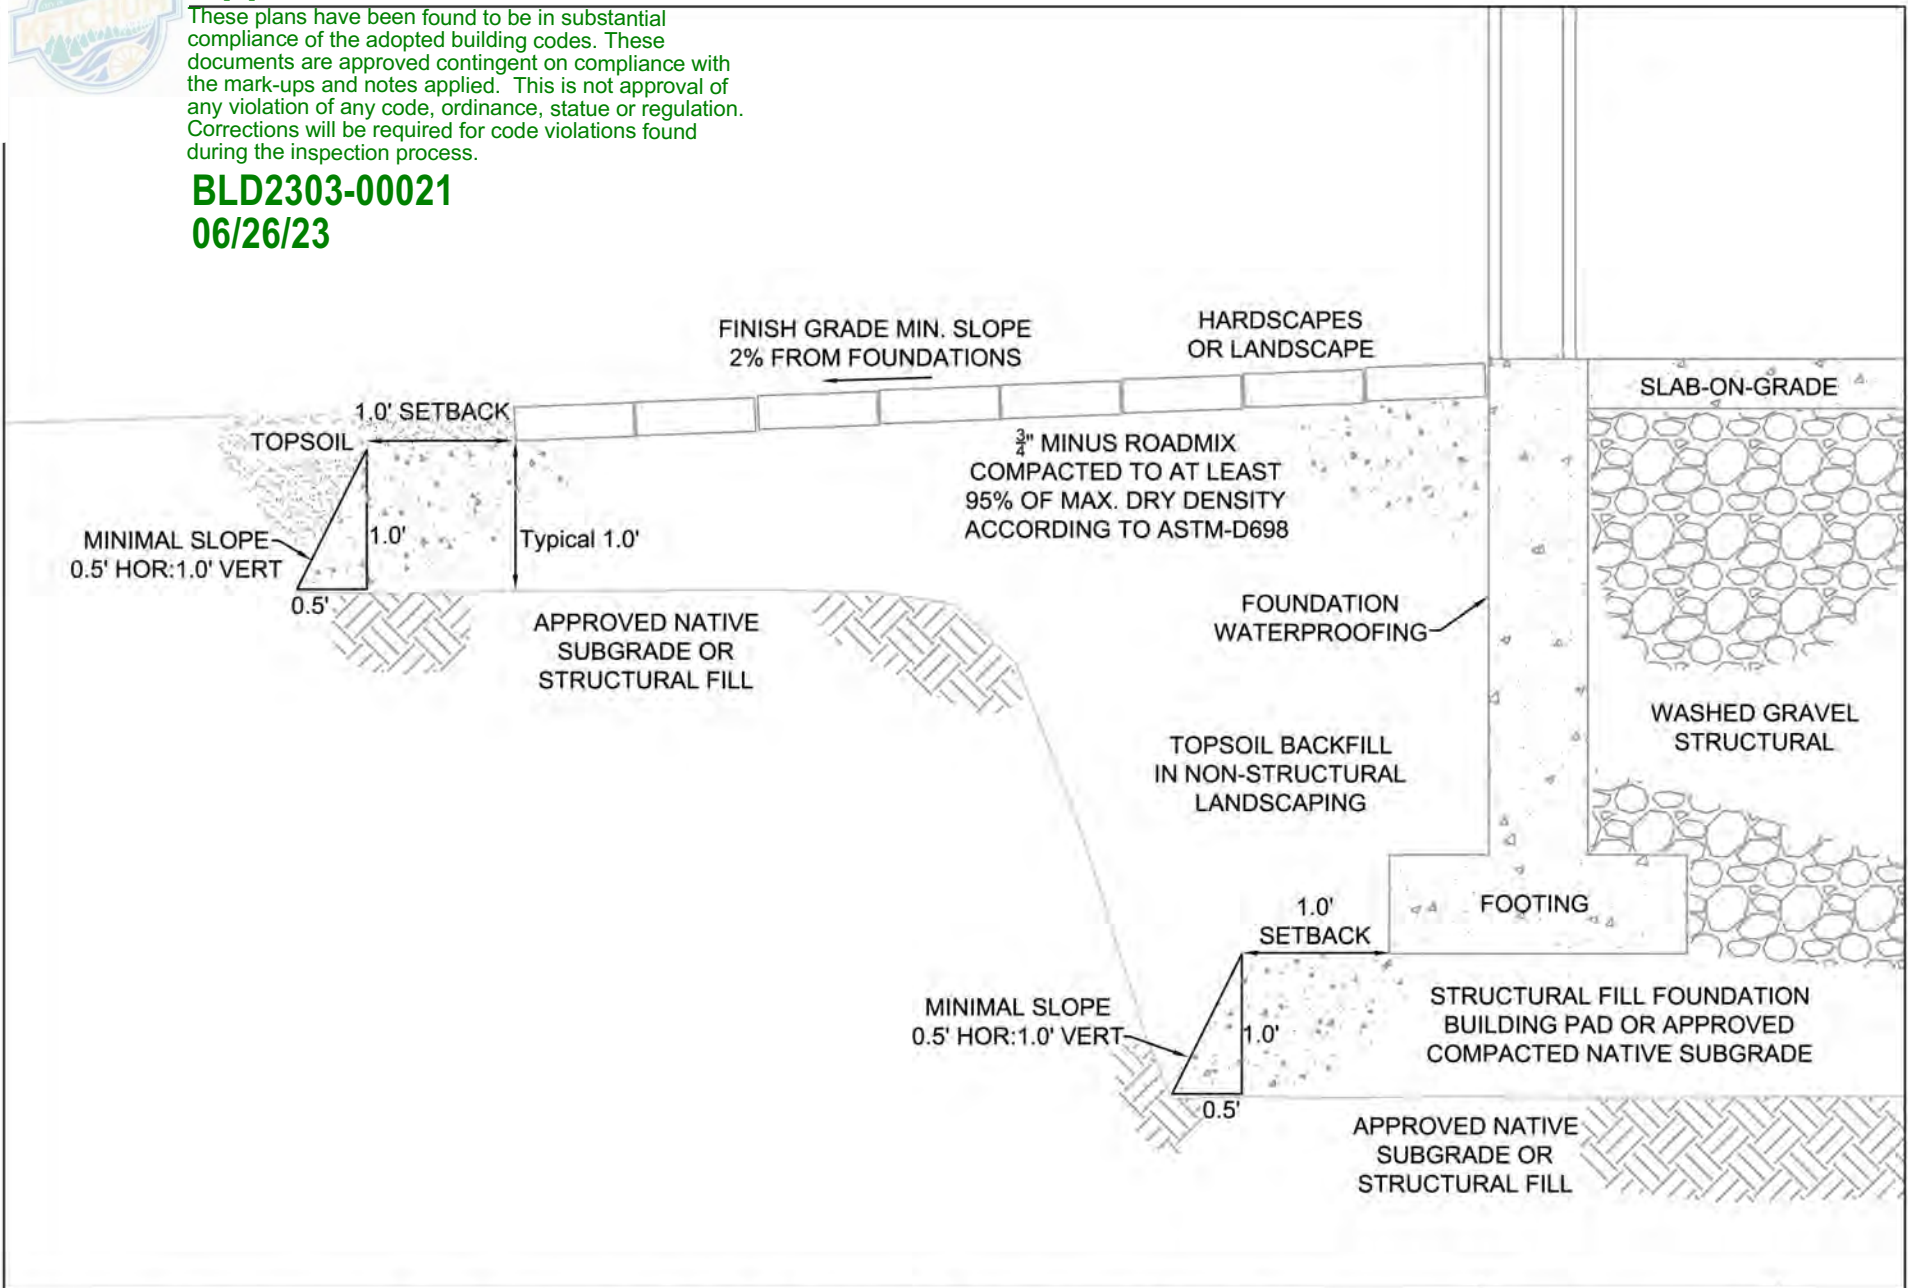 KETCHUM
These plans have been found to be in substantial
compliance of the adopted building codes. These
documents are approved contingent on compliance with
the mark-ups and notes applied. This is not approval of
any violation of any code, ordinance, statue or regulation.
Corrections will be required for code violations found
during the inspection process.
BLD2303-00021
06/26/23
FINISH GRADE MIN. SLOPE
2% FROM FOUNDATIONS
HARDSCAPES
OR LANDSCAPE
SLAB-ON-GRADE
1.0' SETBACK
TOPSOIL
3/4" MINUS ROADMIX
COMPACTED TO AT LEAST
95% OF MAX. DRY DENSITY
ACCORDING TO ASTM-D698
MINIMAL SLOPE
0.5' HOR:1.0' VERT
1.0'
Typical 1.0'
0.5'
APPROVED NATIVE
SUBGRADE OR
STRUCTURAL FILL
FOUNDATION
WATERPROOFING
WASHED GRAVEL
STRUCTURAL
TOPSOIL BACKFILL
IN NON-STRUCTURAL
LANDSCAPING
FOOTING
1.0'
SETBACK
MINIMAL SLOPE
0.5' HOR:1.0' VERT
1.0'
0.5'
STRUCTURAL FILL FOUNDATION
BUILDING PAD OR APPROVED
COMPACTED NATIVE SUBGRADE
APPROVED NATIVE
SUBGRADE OR
STRUCTURAL FILL